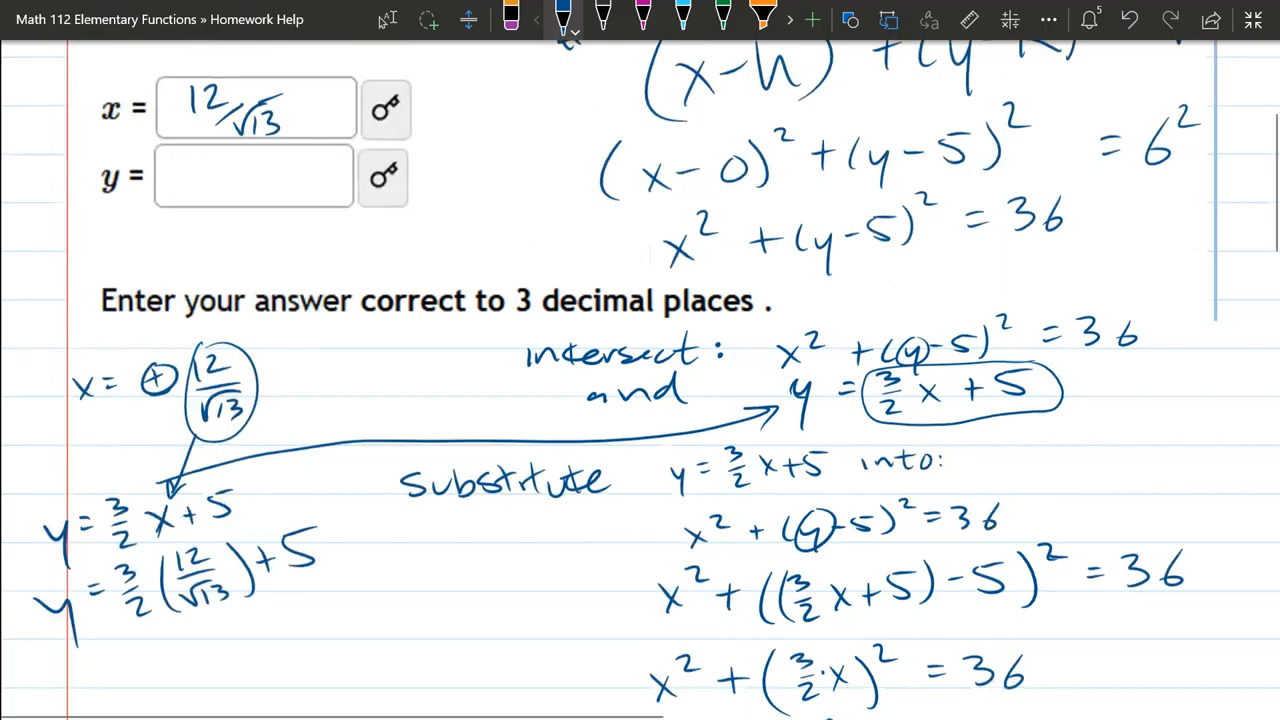 Math 112 Elementary Functions » Homework Help
5
(x-h) + (y-k)
x = 12/√13
(x-0)² + (y-5)² = 6²
y =
x² + (y-5)² = 36
Enter your answer correct to 3 decimal places .
intersect: x² + (y-5)² = 36
x = + 12/√13
and y = 3/2 x + 5
substitute y = 3/2 x+5 into:
y = 3/2 x + 5
x² + (y-5)² = 36
y = 3/2 (12/√13) + 5
x² + ((3/2 x+5) - 5)² = 36
x² + (3/2 · x)² = 36